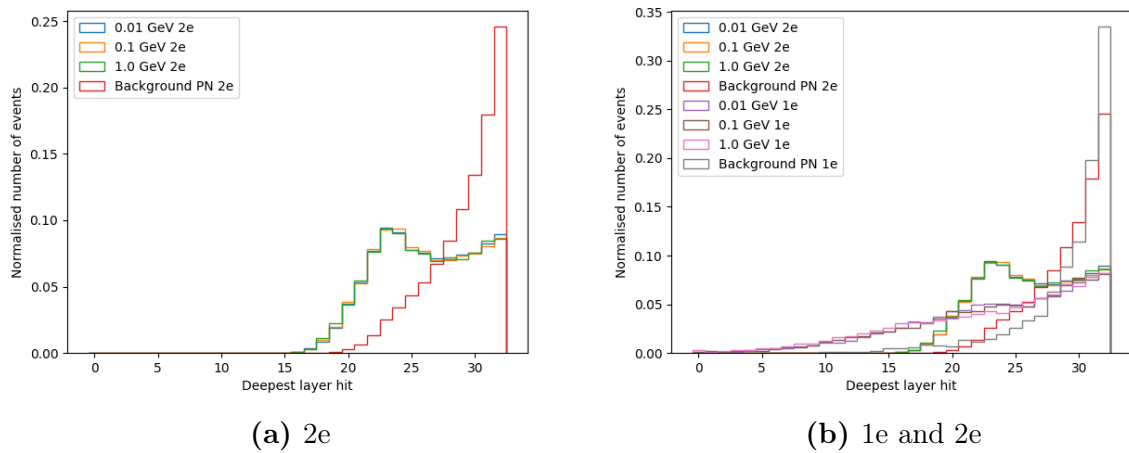 0.01 GeV 2e
0.1 GeV 2e
1.0 GeV 2e
Background PN 2e
Normalised number of events
0.25
0.20
0.15
0.10
0.05
0.00
0 5 10 15 20 25 30
Deepest layer hit
(a) 2e
0.01 GeV 2e
0.1 GeV 2e
1.0 GeV 2e
Background PN 2e
0.01 GeV 1e
0.1 GeV 1e
1.0 GeV 1e
Background PN 1e
Normalised number of events
0.35
0.30
0.25
0.20
0.15
0.10
0.05
0.00
0 5 10 15 20 25 30
Deepest layer hit
(b) 1e and 2e